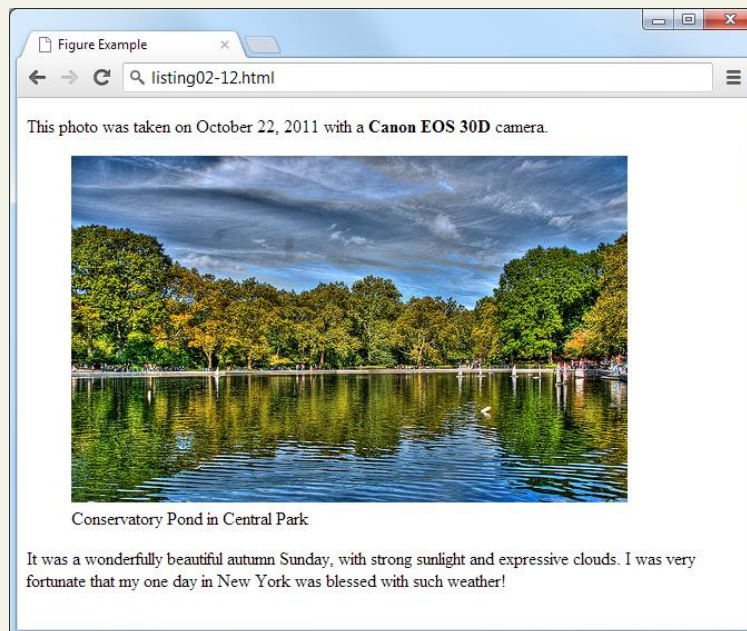 Figure Example
listing02-12.html
This photo was taken on October 22, 2011 with a Canon EOS 30D camera.
Conservatory Pond in Central Park
It was a wonderfully beautiful autumn Sunday, with strong sunlight and expressive clouds. I was very
fortunate that my one day in New York was blessed with such weather!